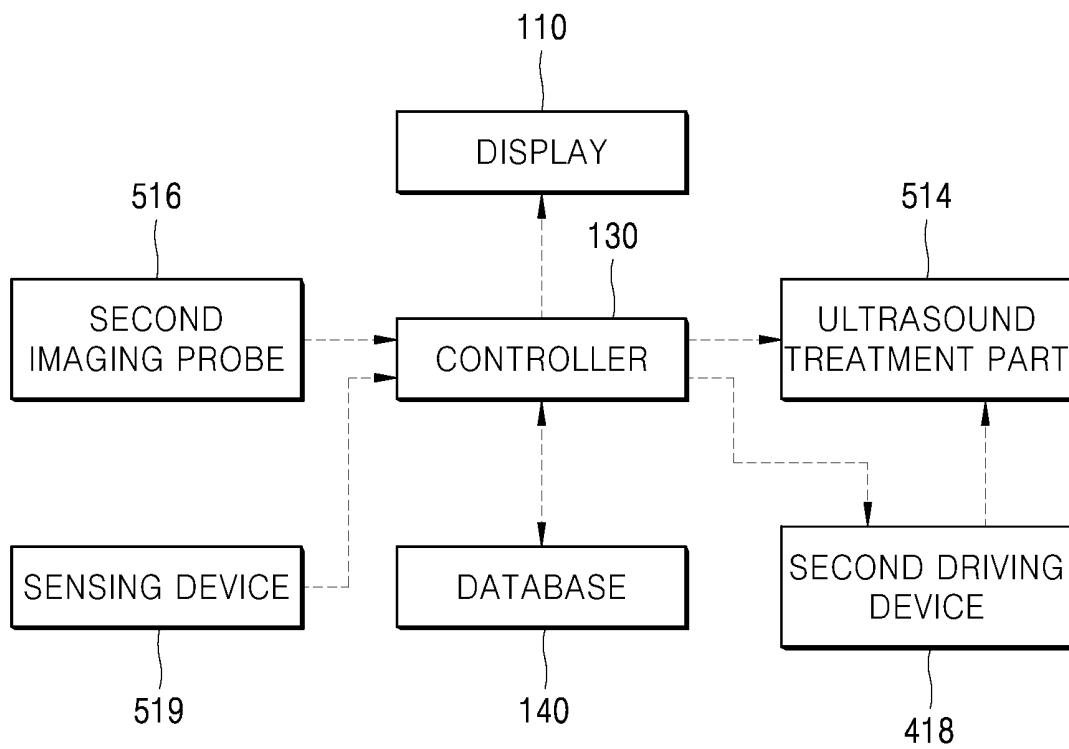 110
DISPLAY
516
130
514
SECOND
IMAGING PROBE
CONTROLLER
ULTRASOUND
TREATMENT PART
SENSING DEVICE
DATABASE
SECOND DRIVING
DEVICE
519
140
418